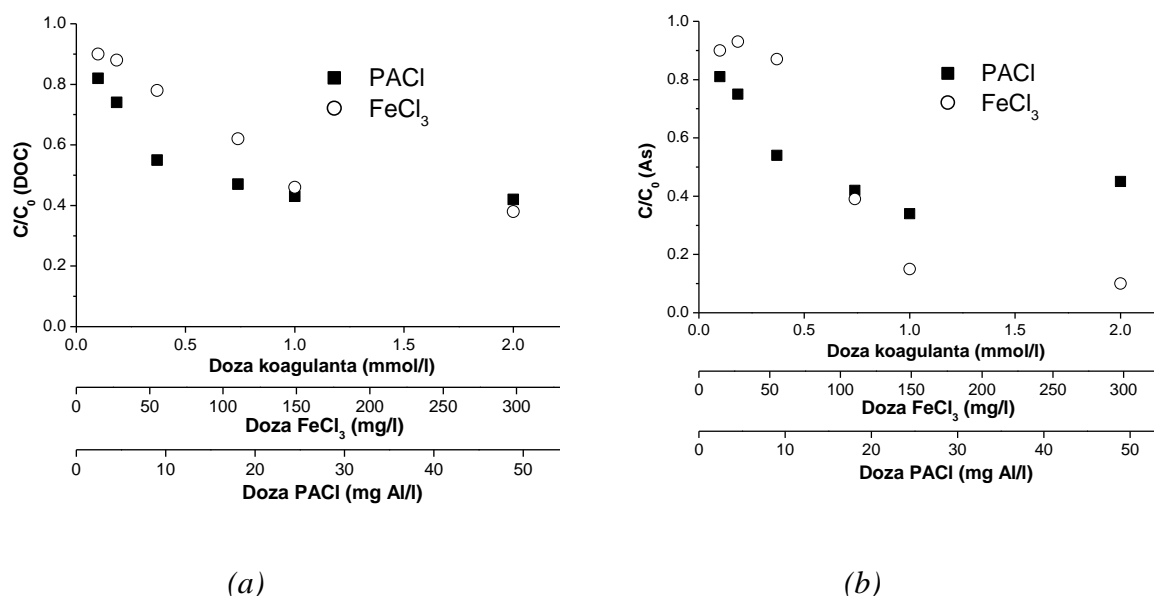 1.0
0.8
0.6
0.4
0.2
0.0
C/C₀ (DOC)
PACl
FeCl₃
0.0 0.5 1.0 1.5 2.0
Doza koagulanta (mmol/l)
0 50 100 150 200 250 300
Doza FeCl₃ (mg/l)
0 10 20 30 40 50
Doza PACl (mg Al/l)
(a)
1.0
0.8
0.6
0.4
0.2
0.0
C/C₀ (As)
PACl
FeCl₃
0.0 0.5 1.0 1.5 2.0
Doza koagulanta (mmol/l)
0 50 100 150 200 250 300
Doza FeCl₃ (mg/l)
0 10 20 30 40 50
Doza PACl (mg Al/l)
(b)